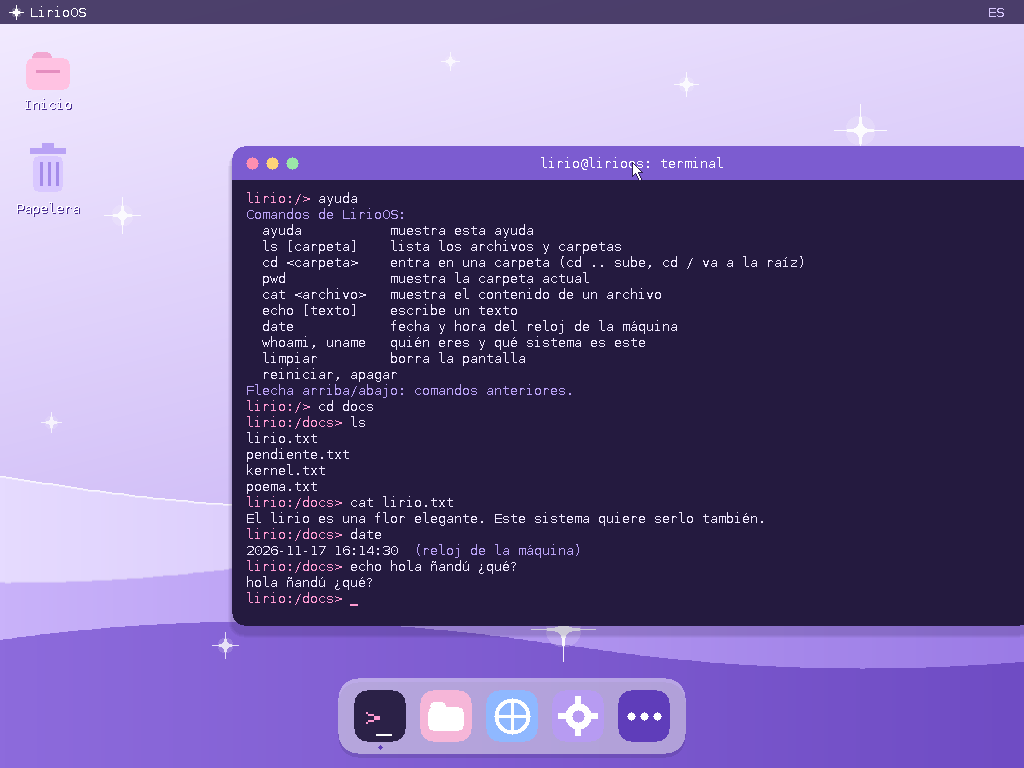 LirioOS
ES
Inicio
Papelera
lirio@lirioos: terminal
lirio:/> ayuda
Comandos de LirioOS:
  ayuda           muestra esta ayuda
  ls [carpeta]    lista los archivos y carpetas
  cd <carpeta>    entra en una carpeta (cd .. sube, cd / va a la raíz)
  pwd             muestra la carpeta actual
  cat <archivo>   muestra el contenido de un archivo
  echo [texto]    escribe un texto
  date            fecha y hora del reloj de la máquina
  whoami, uname   quién eres y qué sistema es este
  limpiar         borra la pantalla
  reiniciar, apagar
Flecha arriba/abajo: comandos anteriores.
lirio:/> cd docs
lirio:/docs> ls
lirio.txt
pendiente.txt
kernel.txt
poema.txt
lirio:/docs> cat lirio.txt
El lirio es una flor elegante. Este sistema quiere serlo también.
lirio:/docs> date
2026-11-17 16:14:30  (reloj de la máquina)
lirio:/docs> echo hola ñandú ¿qué?
hola ñandú ¿qué?
lirio:/docs> _
>_